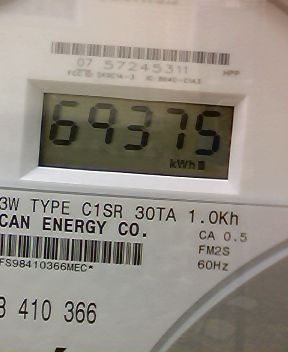 07 57245311 HPP
69375
kWh
3W TYPE C1SR 30TA 1.0Kh
CAN ENERGY CO.
CA 0.5
FM2S
FS98410366MEC*
60Hz
410 366